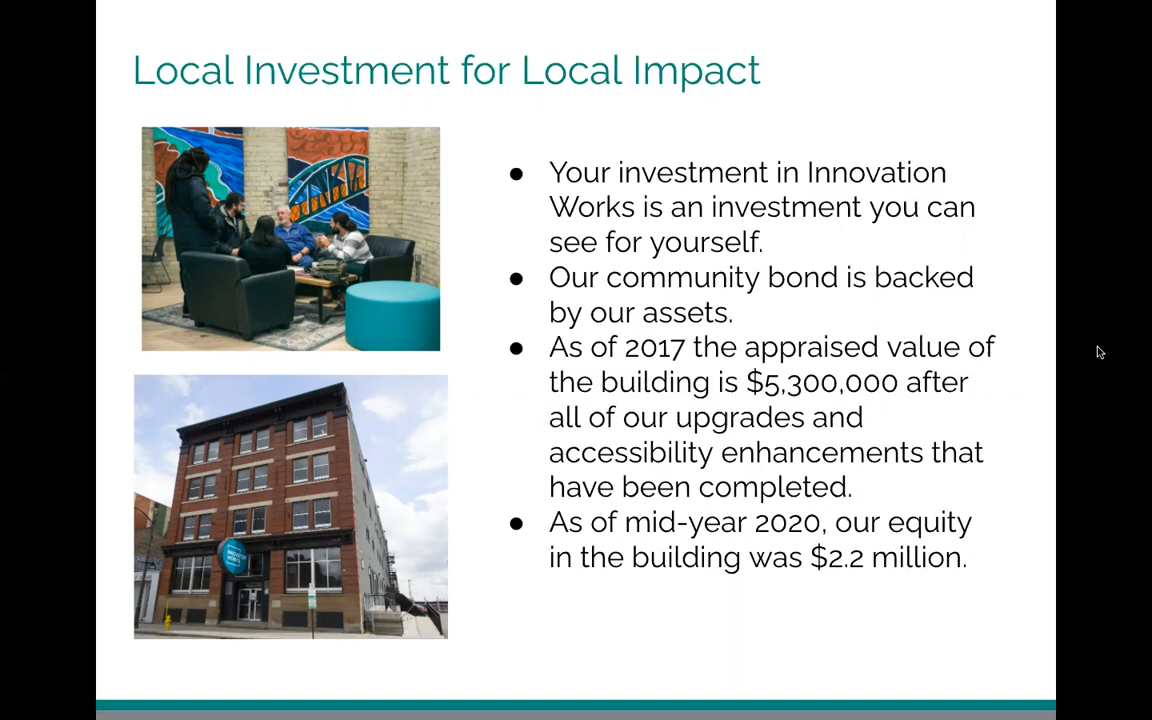 Local Investment for Local Impact
● Your investment in Innovation
Works is an investment you can
see for yourself.
● Our community bond is backed
by our assets.
● As of 2017 the appraised value of
the building is $5,300,000 after
all of our upgrades and
accessibility enhancements that
have been completed.
● As of mid-year 2020, our equity
in the building was $2.2 million.
INNOVATION
WORKS